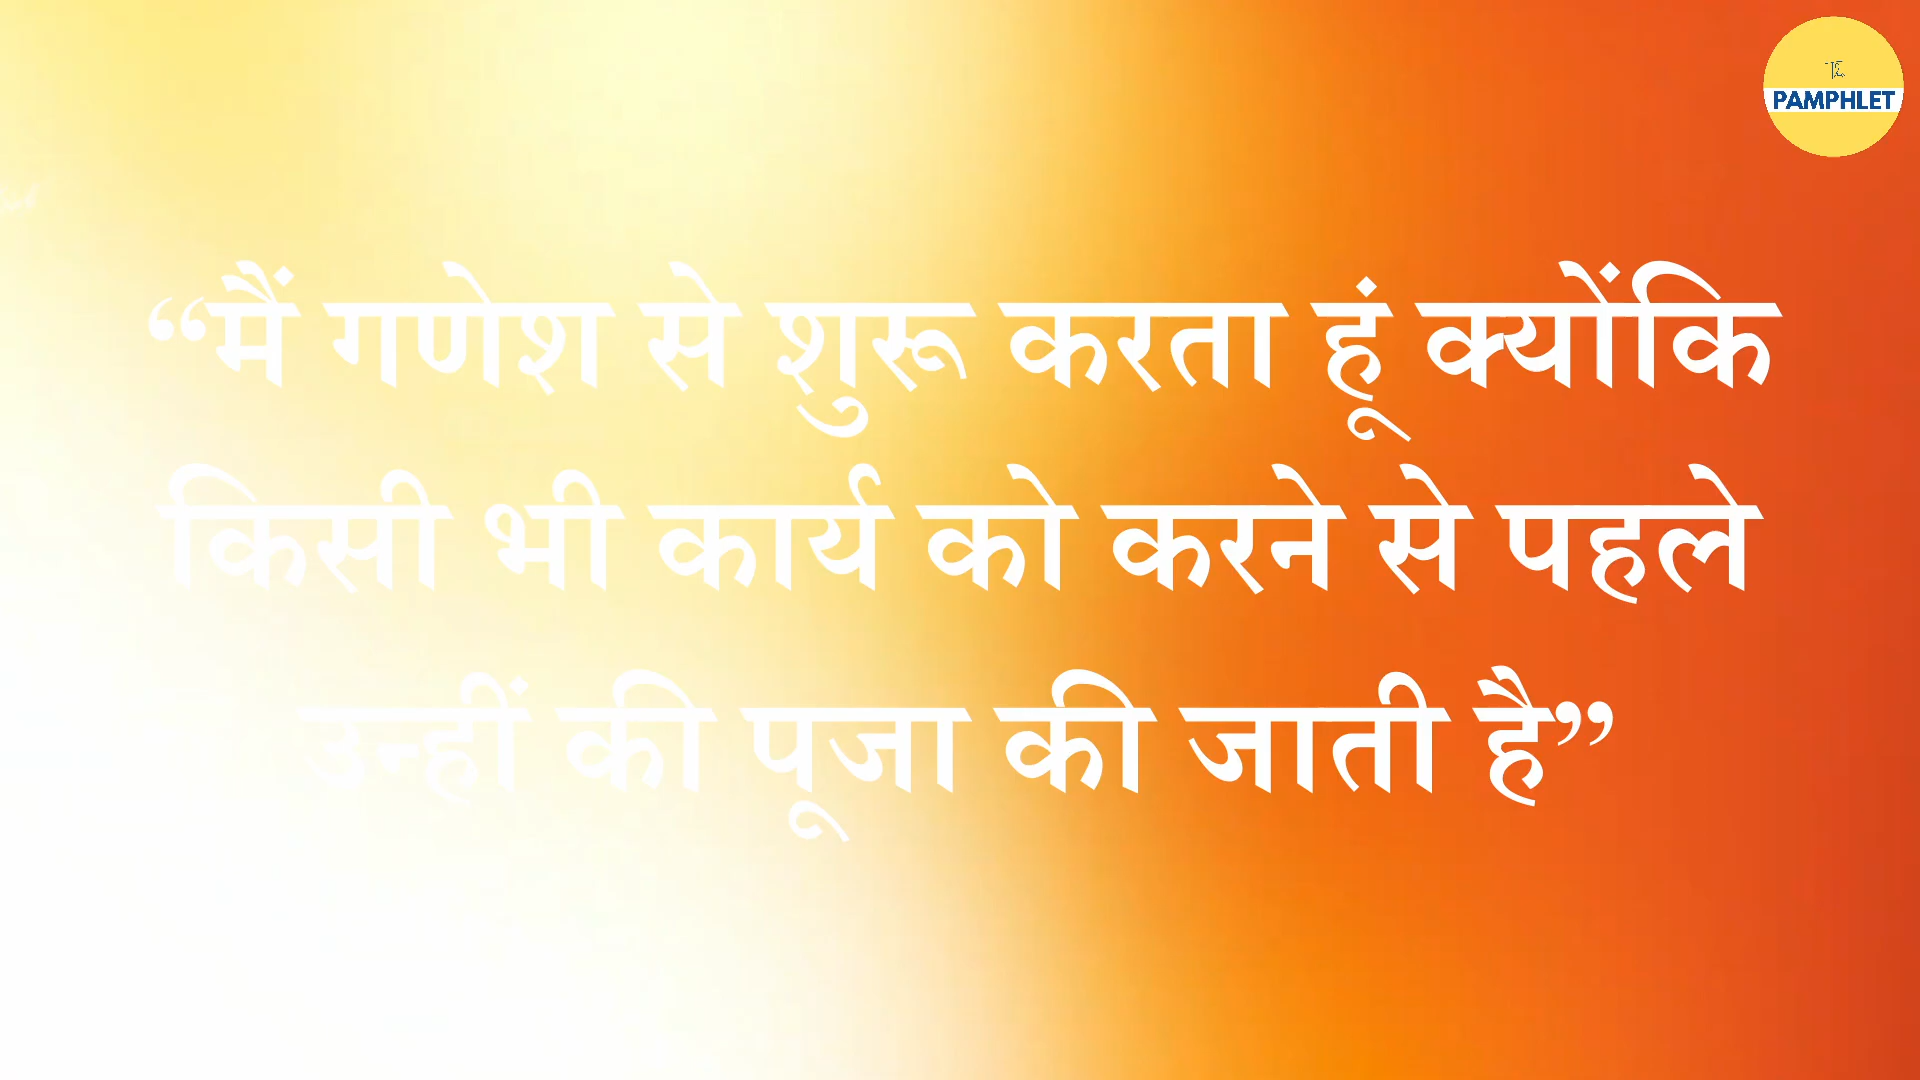 PAMPHLET
“मैं गणेश से शुरू करता हूं क्योंकि
किसी भी कार्य को करने से पहले
उन्हीं की पूजा की जाती है”